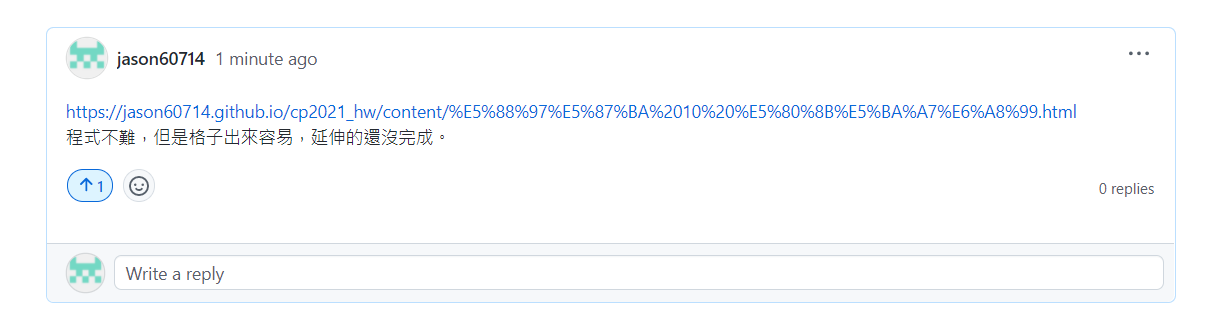 jason60714 1 minute ago
https://jason60714.github.io/cp2021_hw/content/%E5%88%97%E5%87%BA%2010%20%E5%80%8B%E5%BA%A7%E6%A8%99.html
程式不難，但是格子出來容易，延伸的還沒完成。
1
0 replies
Write a reply